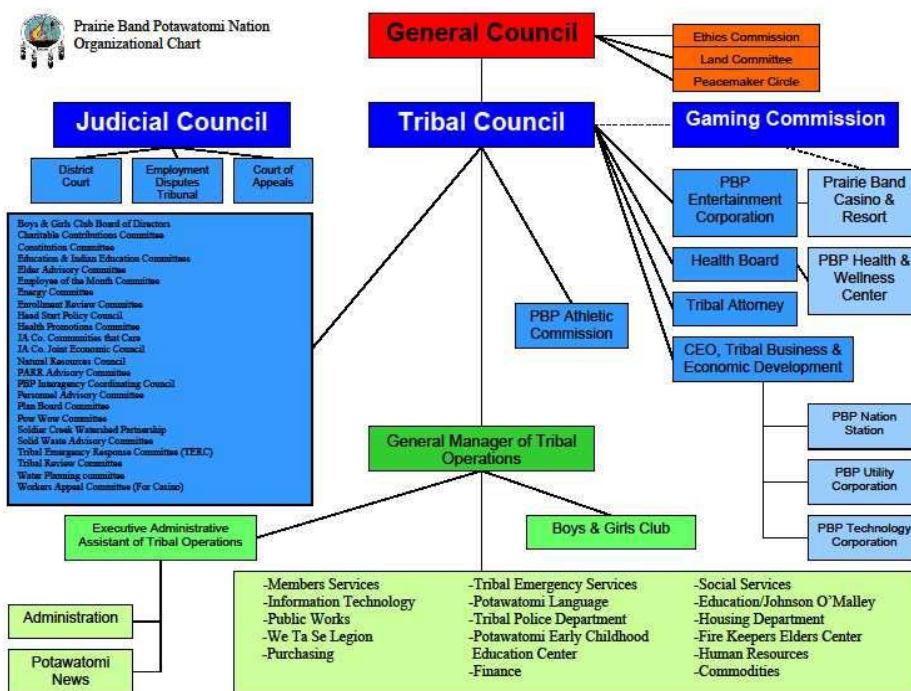 Prairie Band Potawatomi Nation
Organizational Chart
General Council
Ethics Commission
Land Committee
Peacemaker Circle
Judicial Council
Tribal Council
Gaming Commission
District
Court
Employment
Disputes
Tribunal
Court of
Appeals
PBP
Entertainment
Corporation
Prairie Band
Casino &
Resort
Boys & Girls Club Board of Directors
Charitable Contributions Committee
Constitution Committee
Education & Indian Education Committees
Elder Advisory Committee
Employee of the Month Committee
Energy Committee
Enrollment Review Committee
Head Start Policy Council
Health Promotions Committee
JA Co. Communities that Care
JA Co. Joint Economic Council
Natural Resources Council
PARR Advisory Committee
PBP Interagency Coordinating Council
Personnel Advisory Committee
Plan Board Committee
Pow Wow Committee
Soldier Creek Watershed Partnership
Solid Waste Advisory Committee
Tribal Emergency Response Committee (TERC)
Tribal Review Committee
Water Planning committee
Workers Appeal Committee (For Casino)
Health Board
PBP Health &
Wellness
Center
Tribal Attorney
PBP Athletic
Commission
CEO, Tribal Business &
Economic Development
PBP Nation
Station
PBP Utility
Corporation
PBP Technology
Corporation
General Manager of Tribal
Operations
Executive Administrative
Assistant of Tribal Operations
Boys & Girls Club
Administration
Potawatomi
News
-Members Services
-Information Technology
-Public Works
-We Ta Se Legion
-Purchasing
-Tribal Emergency Services
-Potawatomi Language
-Tribal Police Department
-Potawatomi Early Childhood
Education Center
-Finance
-Social Services
-Education/Johnson O'Malley
-Housing Department
-Fire Keepers Elders Center
-Human Resources
-Commodities